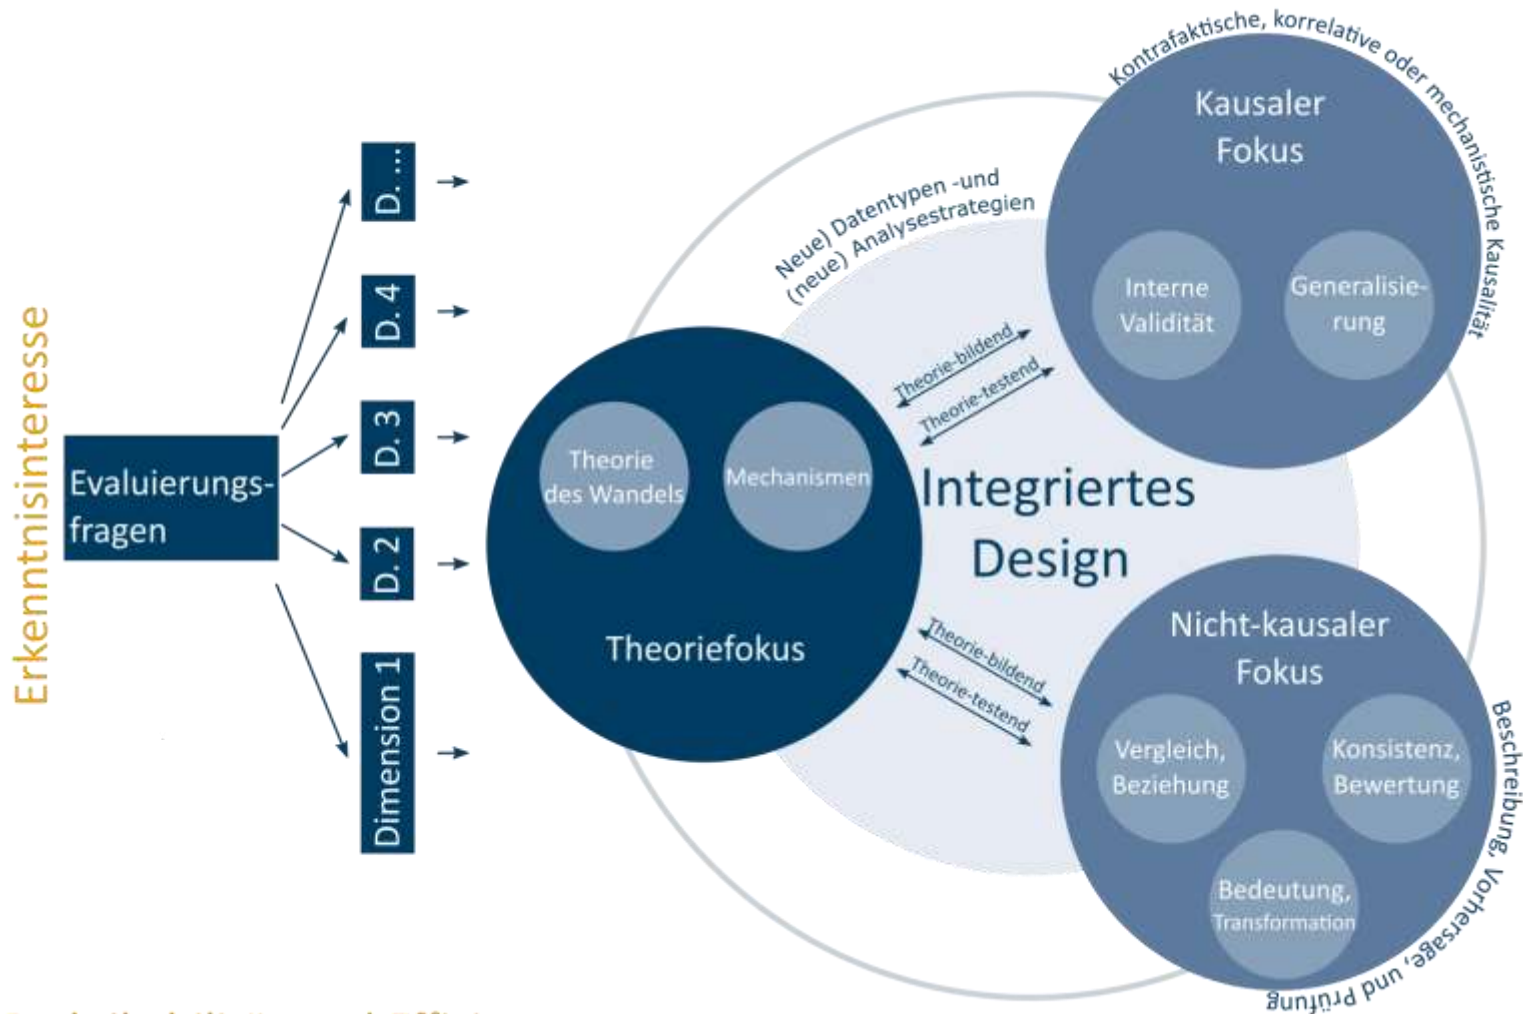 Erkenntnisinteresse
Evaluierungs-
fragen
D. ...
D. 4
D. 3
D. 2
Dimension 1
Theorie
des Wandels
Mechanismen
Theoriefokus
Neue) Datentypen -und
(neue) Analysestrategien
Theorie-bildend
Theorie-testend
Integriertes
Design
Theorie-bildend
Theorie-testend
Kontrafaktische, korrelative oder mechanistische Kausalität
Kausaler
Fokus
Interne
Validität
Generalisie-
rung
Nicht-kausaler
Fokus
Vergleich,
Beziehung
Konsistenz,
Bewertung
Bedeutung,
Transformation
Beschreibung, Vorhersage, und Prüfung